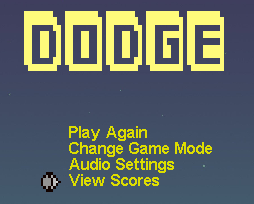 DODGE
Play Again
Change Game Mode
Audio Settings
View Scores